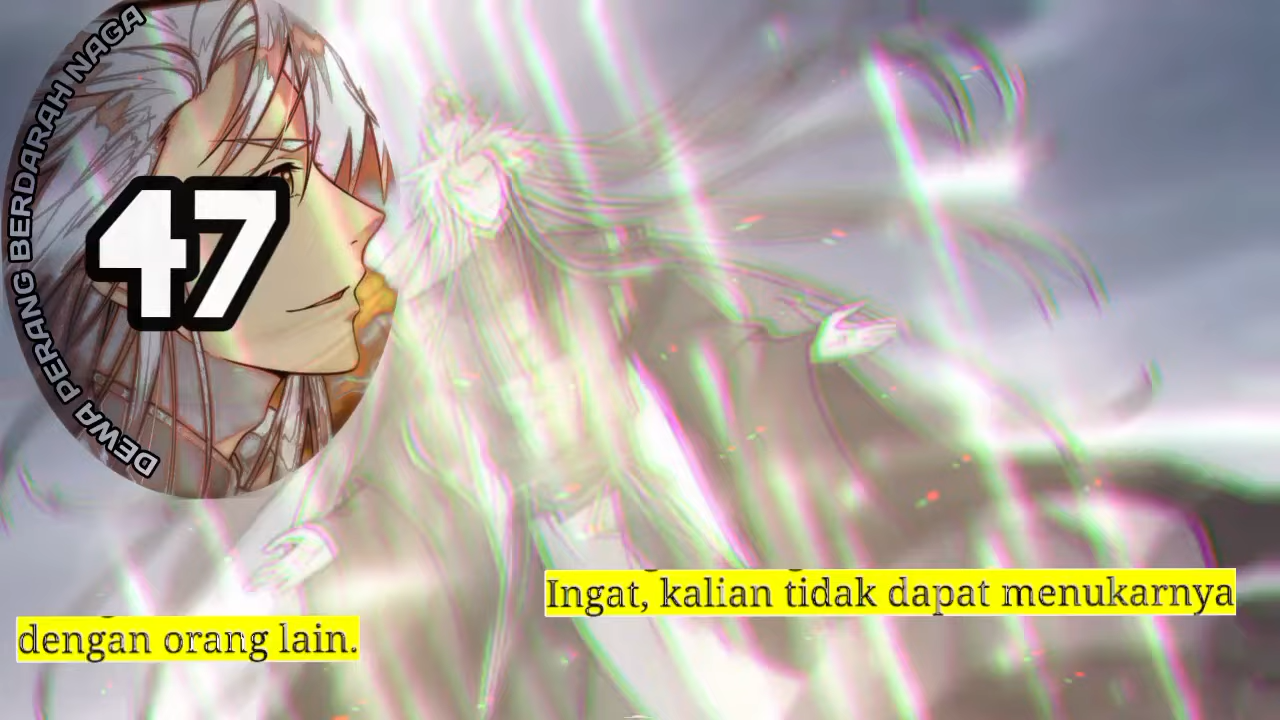 DEWA PERANG BERDARAH NAGA
47
Ingat, kalian tidak dapat menukarnya
dengan orang lain.